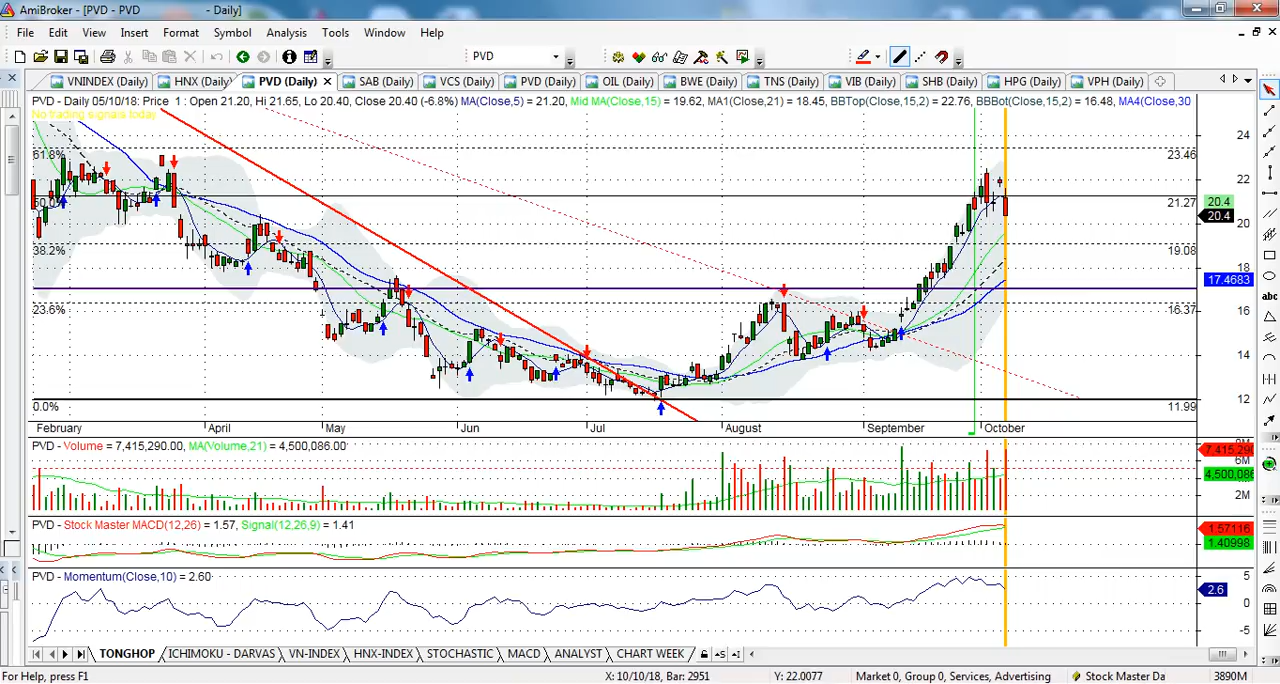 AmiBroker - [PVD - PVD - Daily]
File Edit View Insert Format Symbol Analysis Tools Window Help
PVD
VNINDEX (Daily) HNX (Daily) PVD (Daily) SAB (Daily) VCS (Daily) PVD (Daily) OIL (Daily) BWE (Daily) TNS (Daily) VIB (Daily) SHB (Daily) HPG (Daily) VPH (Daily)
PVD - Daily 05/10/18: Price 1 : Open 21.20, Hi 21.65, Lo 20.40, Close 20.40 (-6.8%) MA(Close,5) = 21.20, Mid MA(Close,15) = 19.62, MA1(Close,21) = 18.45, BBTop(Close,15,2) = 22.76, BBBot(Close,15,2) = 16.48, MA4(Close,30
No trading signals today
24
61.8% 23.46
22
50.0% 21.27
20.4
20.4
20
38.2% 19.08
18
17.4683
23.6% 16.37
16
14
12
0.0% 11.99
February April May Jun Jul August September October
PVD - Volume = 7,415,290.00, MA(Volume,21) = 4,500,086.00
7,415,290
6M
4,500,086
2M
PVD - Stock Master MACD(12,26) = 1.57, Signal(12,26,9) = 1.41
1.57116
1.40998
PVD - Momentum(Close,10) = 2.60
5
2.6
0
-5
TONGHOP ICHIMOKU - DARVAS VN-INDEX HNX-INDEX STOCHASTIC MACD ANALYST CHART WEEK
For Help, press F1 X: 10/10/18, Bar: 2951 Y: 22.0077 Market 0, Group 0, Services, Advertising Stock Master Da 3890M
abc